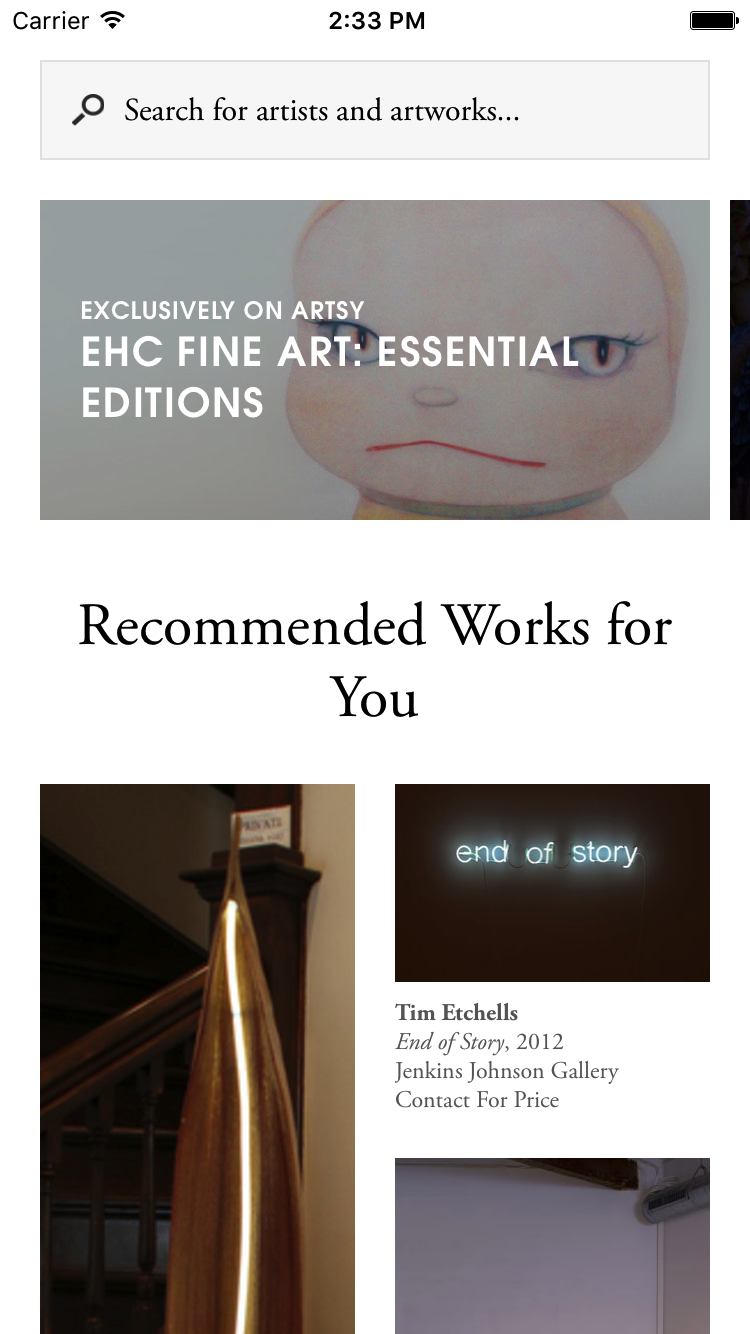 Carrier 2:33 PM
Search for artists and artworks...
EXCLUSIVELY ON ARTSY
EHC FINE ART: ESSENTIAL
EDITIONS
Recommended Works for
You
PRIVATE
end of story
Tim Etchells
End of Story, 2012
Jenkins Johnson Gallery
Contact For Price